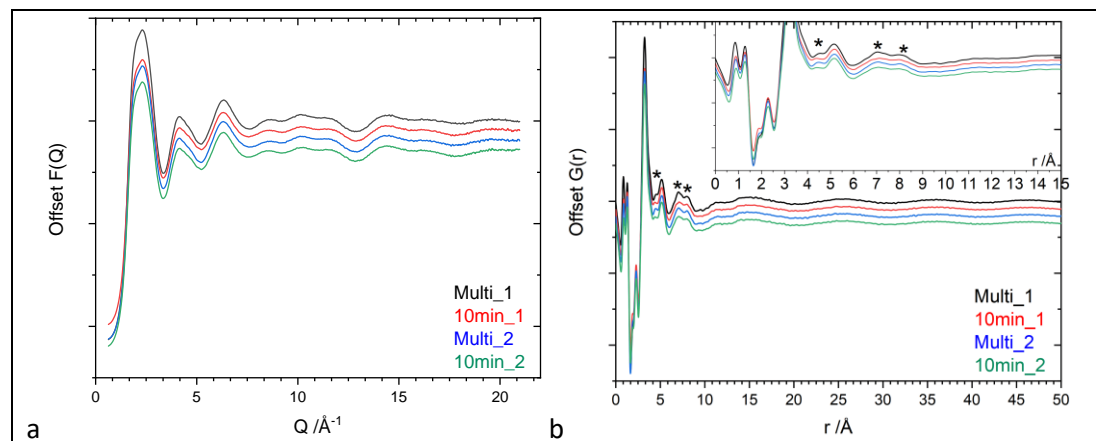 Offset F(Q)
Multi_1
10min_1
Multi_2
10min_2
0 5 10 15 20
Q /Å-1
a
Offset G(r)
* * *
r /Å
0 1 2 3 4 5 6 7 8 9 10 11 12 13 14 15
* * *
Multi_1
10min_1
Multi_2
10min_2
0 5 10 15 20 25 30 35 40 45 50
r /Å
b